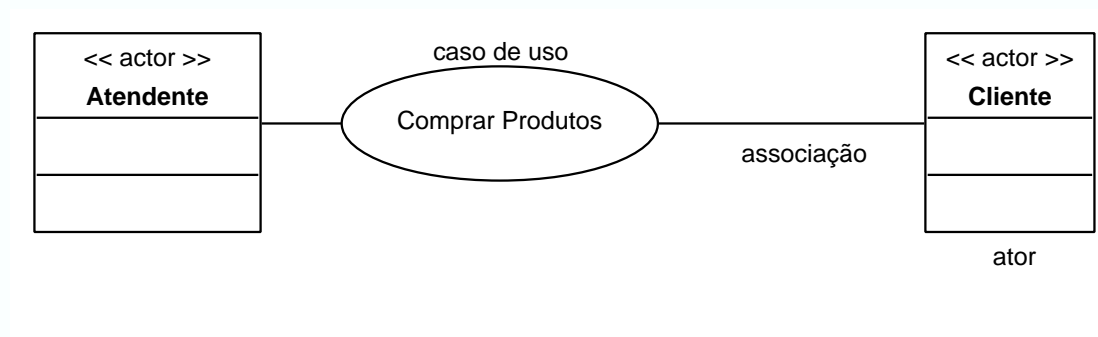 << actor >>
Atendente
caso de uso
Comprar Produtos
associação
<< actor >>
Cliente
ator